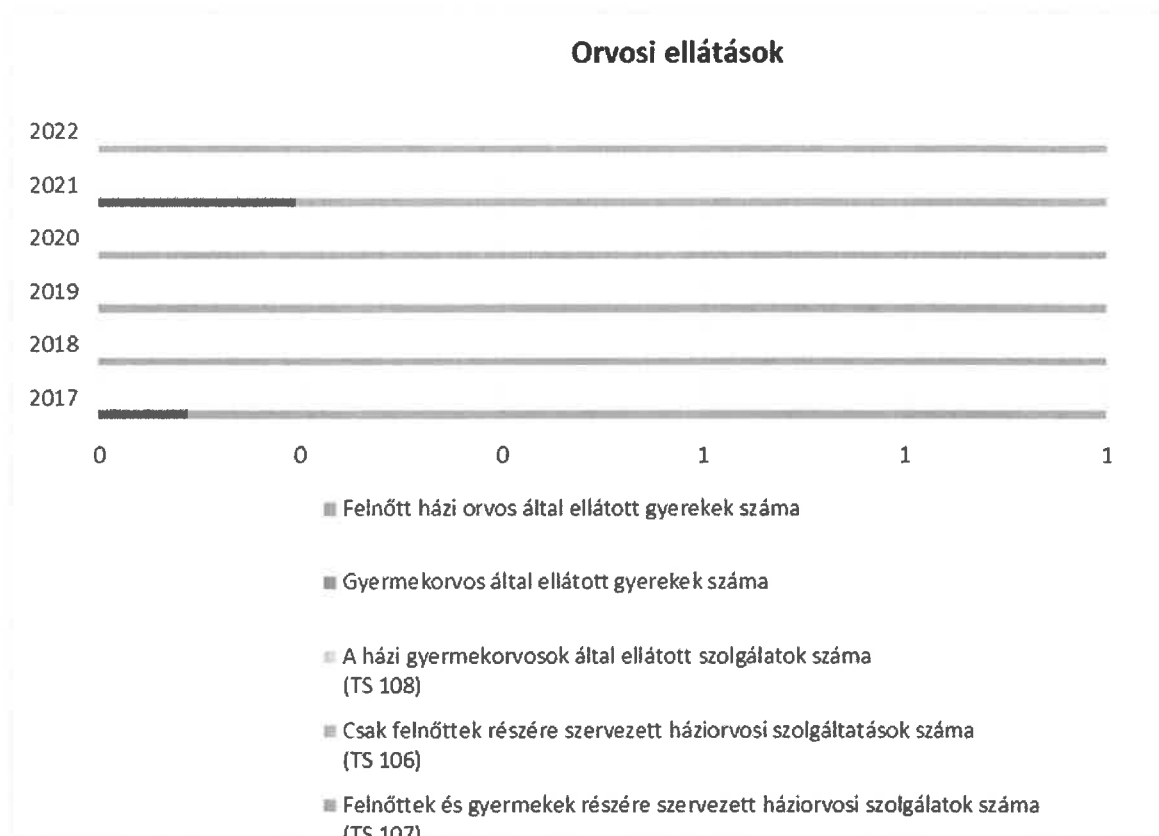 Orvosi ellátások
2022
2021
2020
2019
2018
2017
0 0 0 1 1 1
Felnőtt házi orvos által ellátott gyerekek száma
Gyermekorvos által ellátott gyerekek száma
A házi gyermekorvosok által ellátott szolgálatok száma
(TS 108)
Csak felnőttek részére szervezett háziorvosi szolgáltatások száma
(TS 106)
Felnőttek és gyermekek részére szervezett háziorvosi szolgálatok száma
(TS 107)